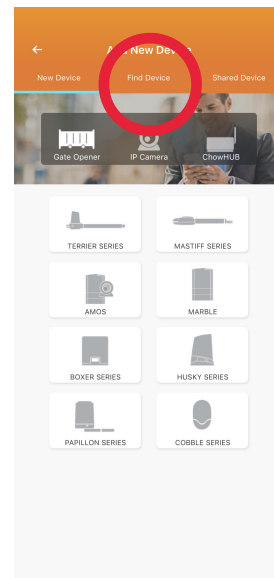 Add New Device
New Device Find Device Shared Device
Gate Opener IP Camera ChowHUB
TERRIER SERIES MASTIFF SERIES
AMOS MARBLE
BOXER SERIES HUSKY SERIES
PAPILLON SERIES COBBLE SERIES